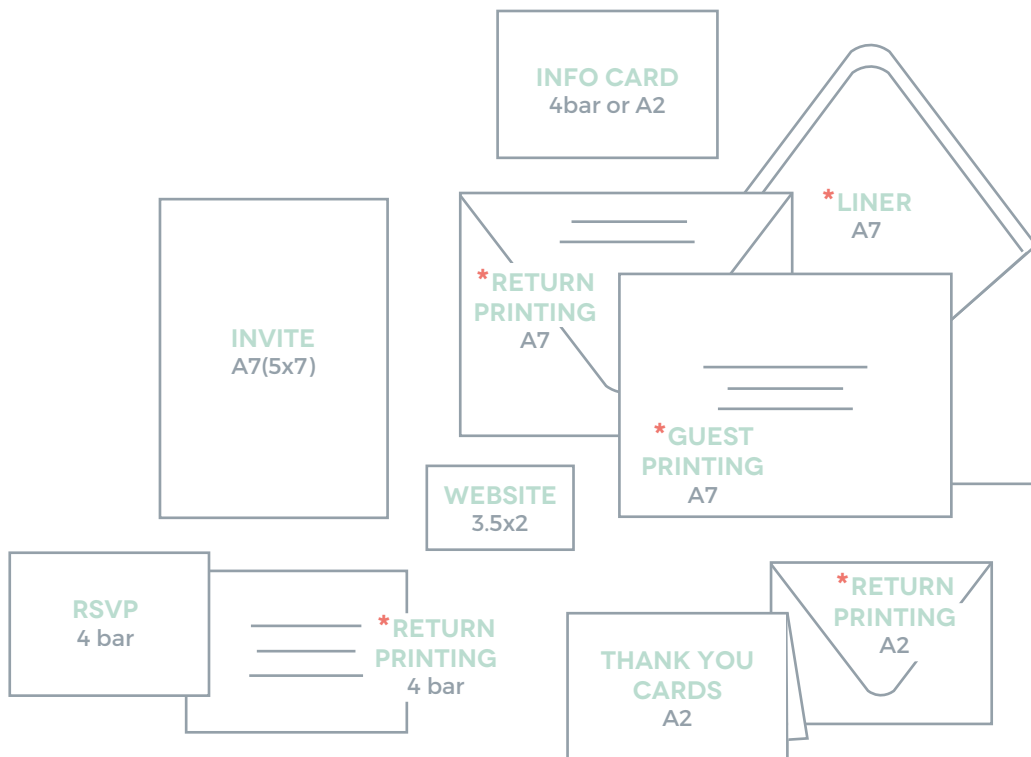 INFO CARD
4bar or A2
*LINER
A7
*RETURN
PRINTING
A7
INVITE
A7(5x7)
*GUEST
PRINTING
A7
WEBSITE
3.5x2
RSVP
4 bar
*RETURN
PRINTING
4 bar
*RETURN
PRINTING
A2
THANK YOU
CARDS
A2